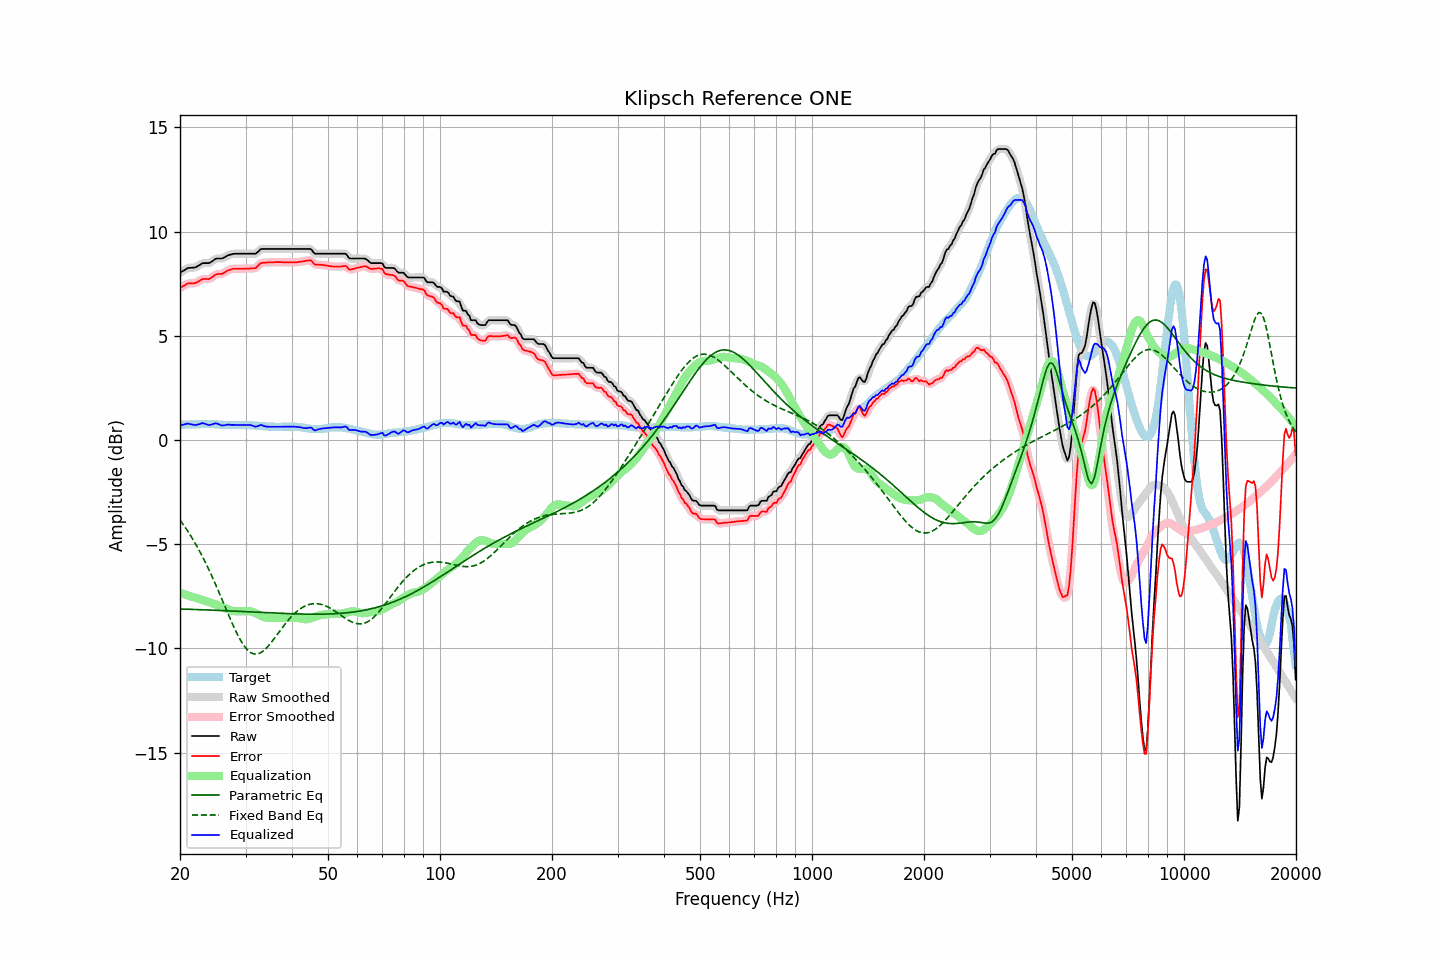 Klipsch Reference ONE
15
10
5
0
−5
−10
−15
Amplitude (dBr)
Target
Raw Smoothed
Error Smoothed
Raw
Error
Equalization
Parametric Eq
Fixed Band Eq
Equalized
20 50 100 200 500 1000 2000 5000 10000 20000
Frequency (Hz)